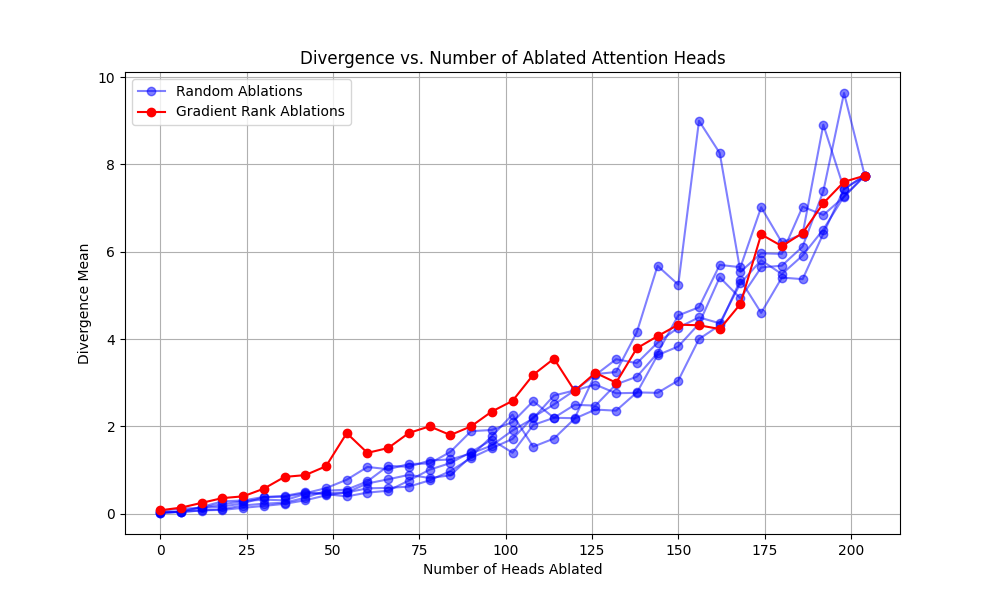 Divergence vs. Number of Ablated Attention Heads
Random Ablations
Gradient Rank Ablations
Divergence Mean
10
8
6
4
2
0
0 25 50 75 100 125 150 175 200
Number of Heads Ablated